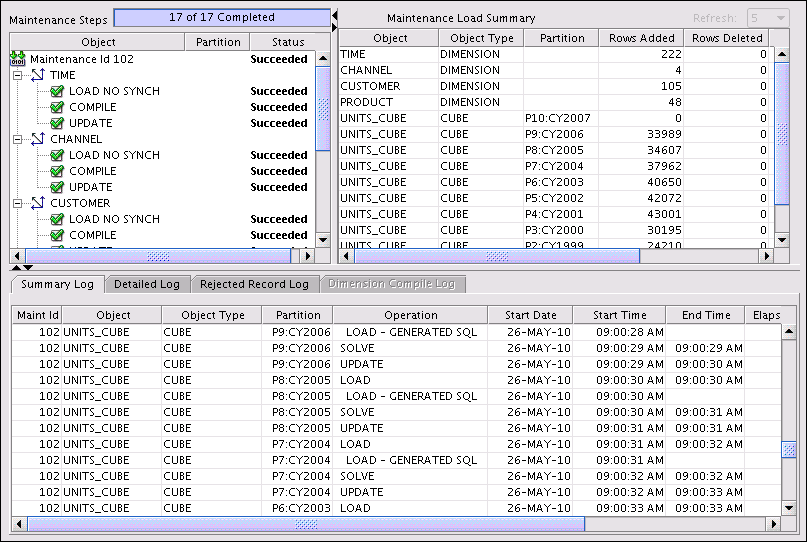 Maintenance Steps 17 of 17 Completed
Object Partition Status
Maintenance Id 102 Succeeded
TIME
LOAD NO SYNCH Succeeded
COMPILE Succeeded
UPDATE Succeeded
CHANNEL
LOAD NO SYNCH Succeeded
COMPILE Succeeded
UPDATE Succeeded
CUSTOMER
LOAD NO SYNCH Succeeded
COMPILE Succeeded
UPDATE Succeeded
Maintenance Load Summary Refresh: 5
Object Object Type Partition Rows Added Rows Deleted
TIME DIMENSION 222 0
CHANNEL DIMENSION 4 0
CUSTOMER DIMENSION 105 0
PRODUCT DIMENSION 48 0
UNITS_CUBE CUBE P10:CY2007 0 0
UNITS_CUBE CUBE P9:CY2006 33989 0
UNITS_CUBE CUBE P8:CY2005 34607 0
UNITS_CUBE CUBE P7:CY2004 37962 0
UNITS_CUBE CUBE P6:CY2003 40650 0
UNITS_CUBE CUBE P5:CY2002 42072 0
UNITS_CUBE CUBE P4:CY2001 43001 0
UNITS_CUBE CUBE P3:CY2000 30195 0
UNITS_CUBE CUBE P2:CY1999 24210 0
Summary Log Detailed Log Rejected Record Log Dimension Compile Log
Maint Id Object Object Type Partition Operation Start Date Start Time End Time Elaps
102 UNITS_CUBE CUBE P9:CY2006 LOAD - GENERATED SQL 26-MAY-10 09:00:28 AM
102 UNITS_CUBE CUBE P9:CY2006 SOLVE 26-MAY-10 09:00:29 AM 09:00:29 AM
102 UNITS_CUBE CUBE P9:CY2006 UPDATE 26-MAY-10 09:00:29 AM 09:00:29 AM
102 UNITS_CUBE CUBE P8:CY2005 LOAD 26-MAY-10 09:00:30 AM 09:00:30 AM
102 UNITS_CUBE CUBE P8:CY2005 LOAD - GENERATED SQL 26-MAY-10 09:00:30 AM
102 UNITS_CUBE CUBE P8:CY2005 SOLVE 26-MAY-10 09:00:30 AM 09:00:31 AM
102 UNITS_CUBE CUBE P8:CY2005 UPDATE 26-MAY-10 09:00:31 AM 09:00:31 AM
102 UNITS_CUBE CUBE P7:CY2004 LOAD 26-MAY-10 09:00:31 AM 09:00:32 AM
102 UNITS_CUBE CUBE P7:CY2004 LOAD - GENERATED SQL 26-MAY-10 09:00:31 AM
102 UNITS_CUBE CUBE P7:CY2004 SOLVE 26-MAY-10 09:00:32 AM 09:00:32 AM
102 UNITS_CUBE CUBE P7:CY2004 UPDATE 26-MAY-10 09:00:32 AM 09:00:33 AM
102 UNITS_CUBE CUBE P6:CY2003 LOAD 26-MAY-10 09:00:33 AM 09:00:34 AM